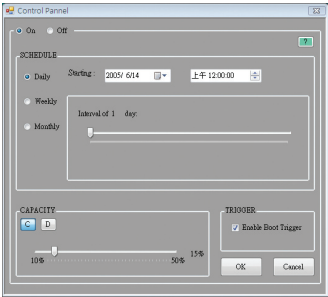 Control Pannel
On Off
?
SCHEDULE
Daily Starting : 2005/ 6/14 上午 12:00:00
Weekly
Interval of 1 day:
Monthly
CAPACITY
C D
15%
10% 50%
TRIGGER
Enable Boot Trigger
OK Cancel